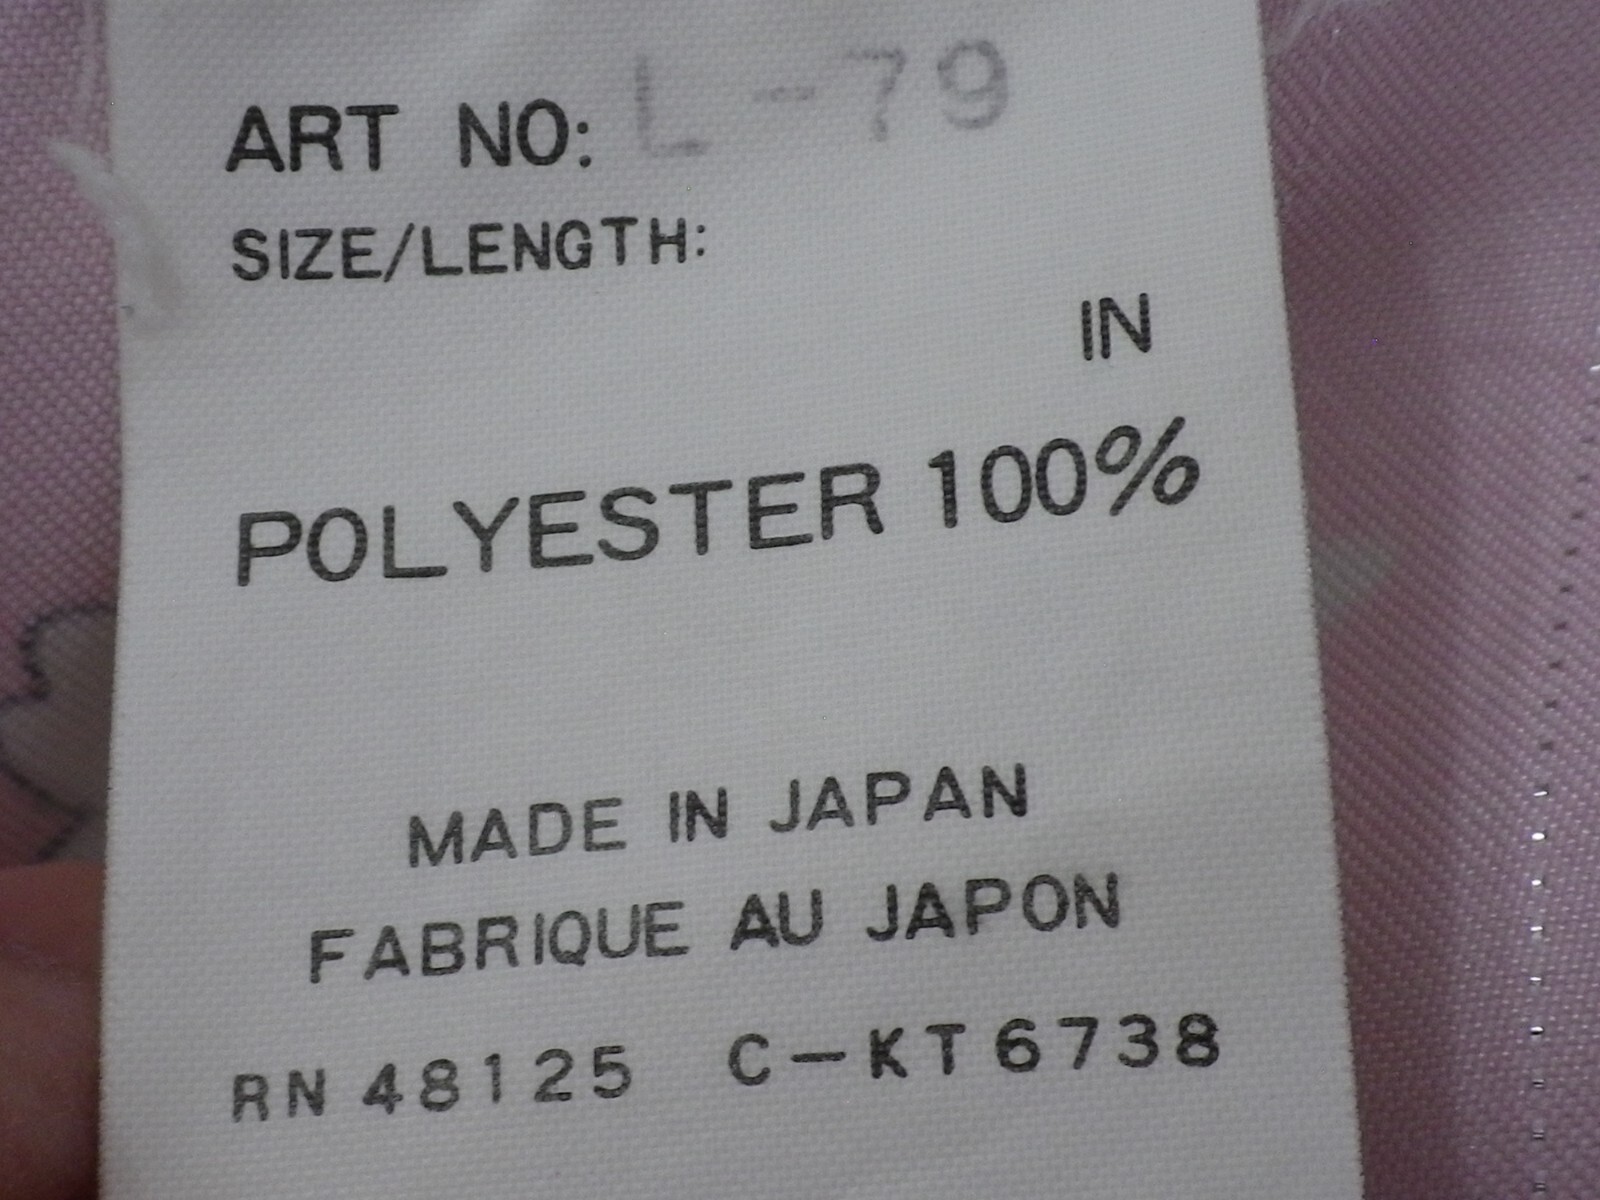 ART NO: L-79
SIZE/LENGTH:
IN
POLYESTER 100%
MADE IN JAPAN
FABRIQUE AU JAPON
RN 48125 C-KT6738